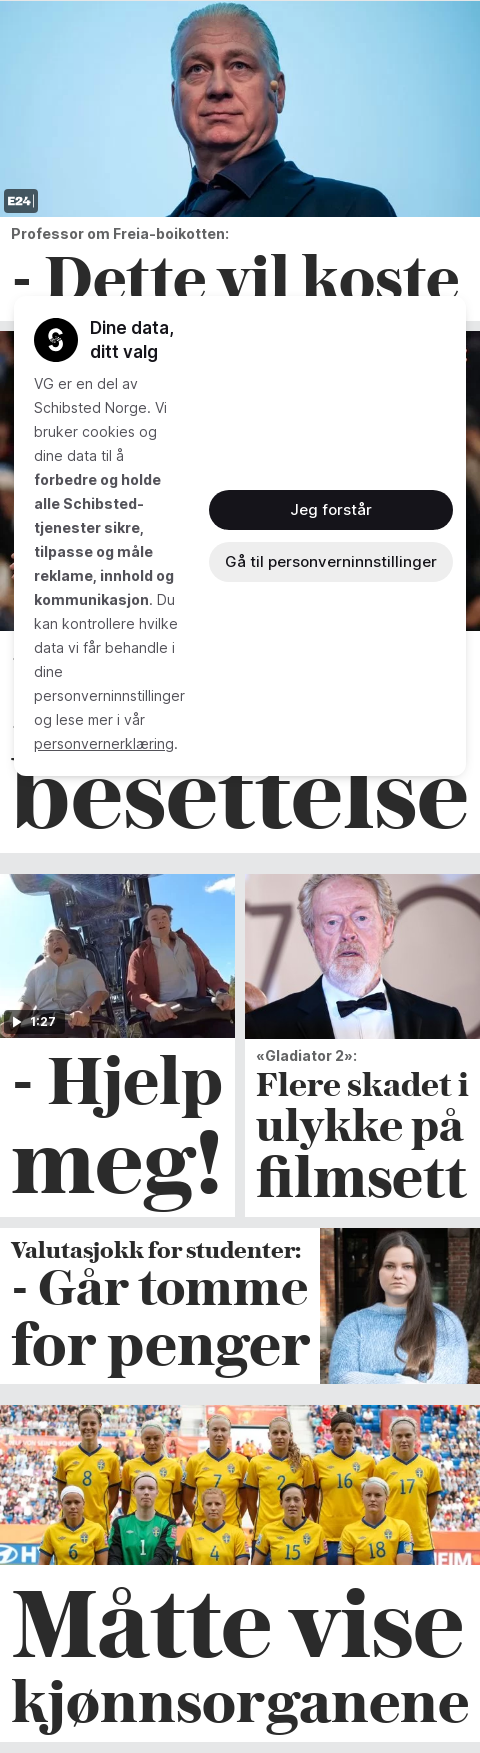 E24
Professor om Freia-boikotten:
- Dette vil koste
Dine data,
ditt valg
VG er en del av
Schibsted Norge. Vi
bruker cookies og
dine data til å
forbedre og holde
alle Schibsted-
tjenester sikre,
tilpasse og måle
reklame, innhold og
kommunikasjon. Du
kan kontrollere hvilke
data vi får behandle i
dine
personverninnstillinger
og lese mer i vår
personvernerklæring.
Jeg forstår
Gå til personverninnstillinger
besettelse
1:27
- Hjelp
meg!
«Gladiator 2»:
Flere skadet i
ulykke på
filmsett
Valutasjokk for studenter:
- Går tomme
for penger
8
7
2
16
17
6
1
4
15
18
Måtte vise
kjønnsorganene